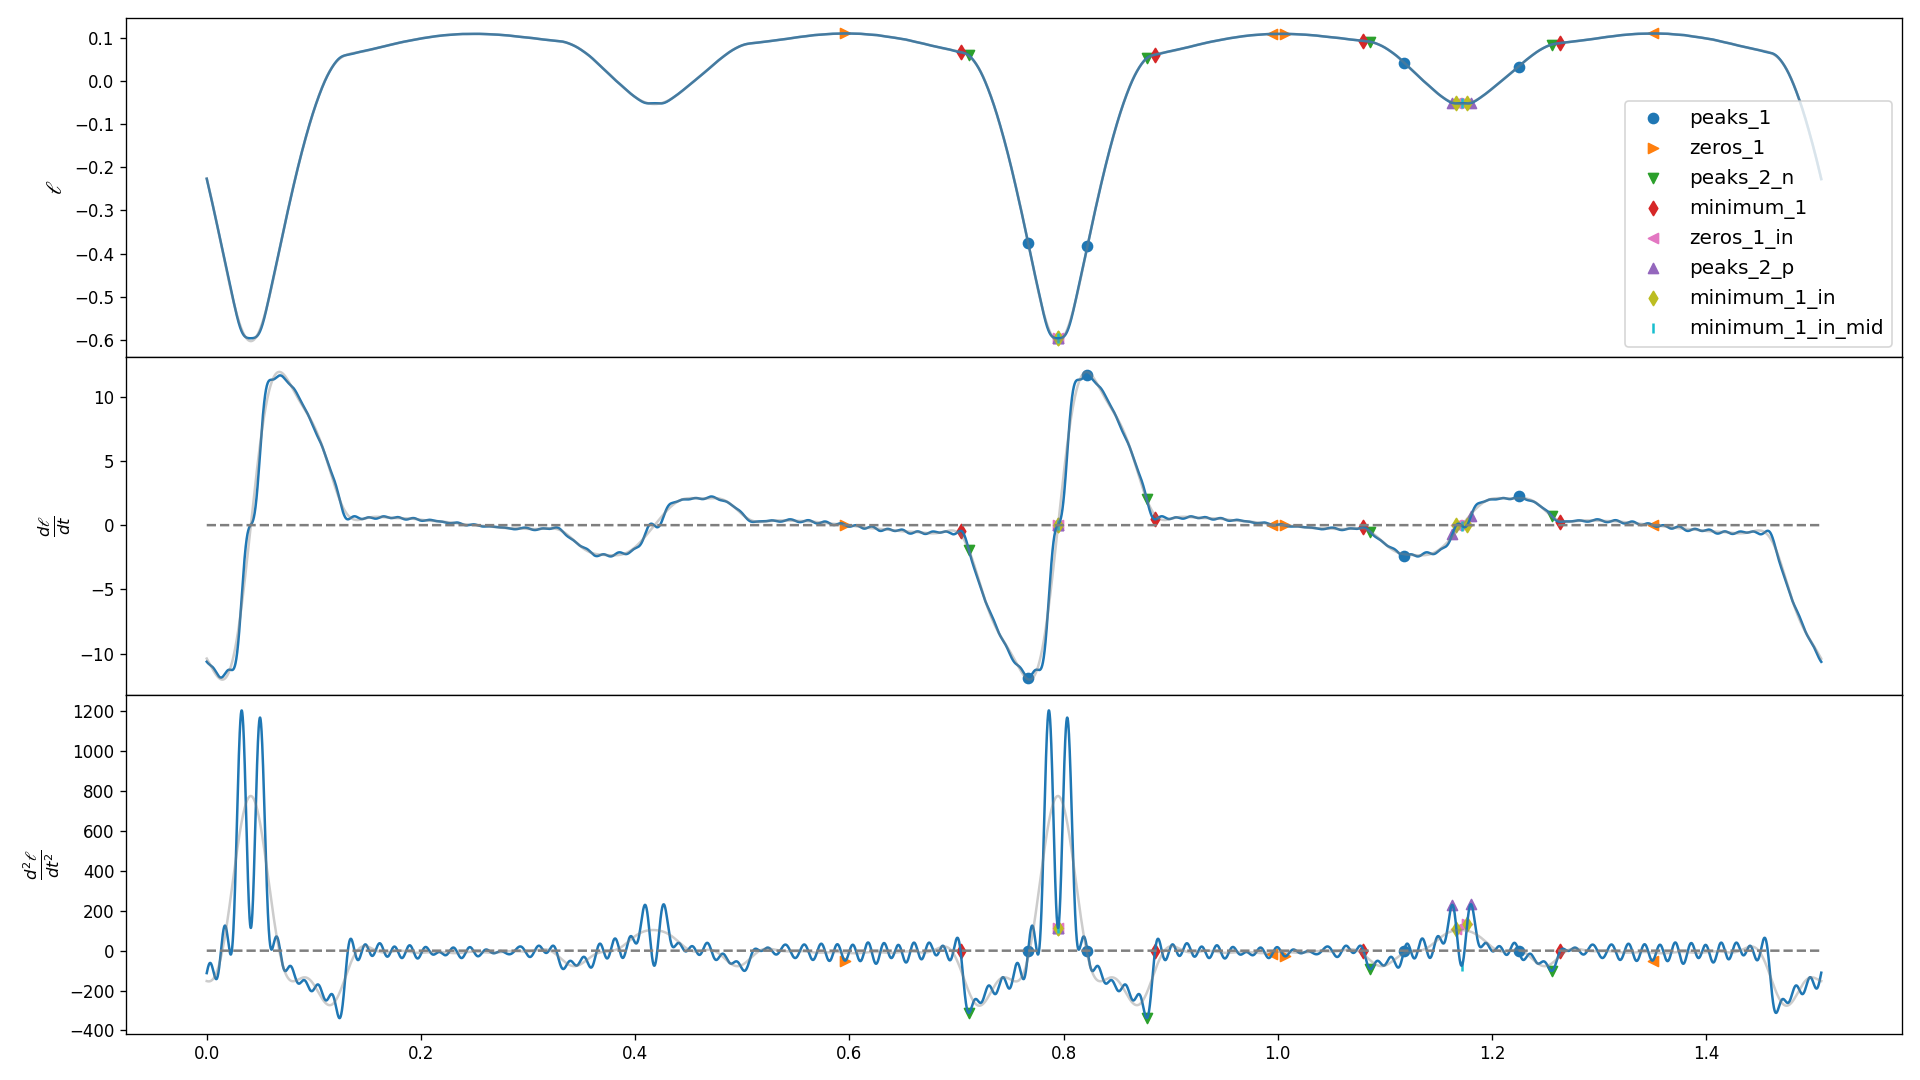 0.1
0.0
−0.1
−0.2
−0.3
−0.4
−0.5
−0.6
ℓ
peaks_1
zeros_1
peaks_2_n
minimum_1
zeros_1_in
peaks_2_p
minimum_1_in
minimum_1_in_mid
10
5
0
−5
−10
dℓ
dt
1200
1000
800
600
400
200
0
−200
−400
d²ℓ
dt²
0.0 0.2 0.4 0.6 0.8 1.0 1.2 1.4